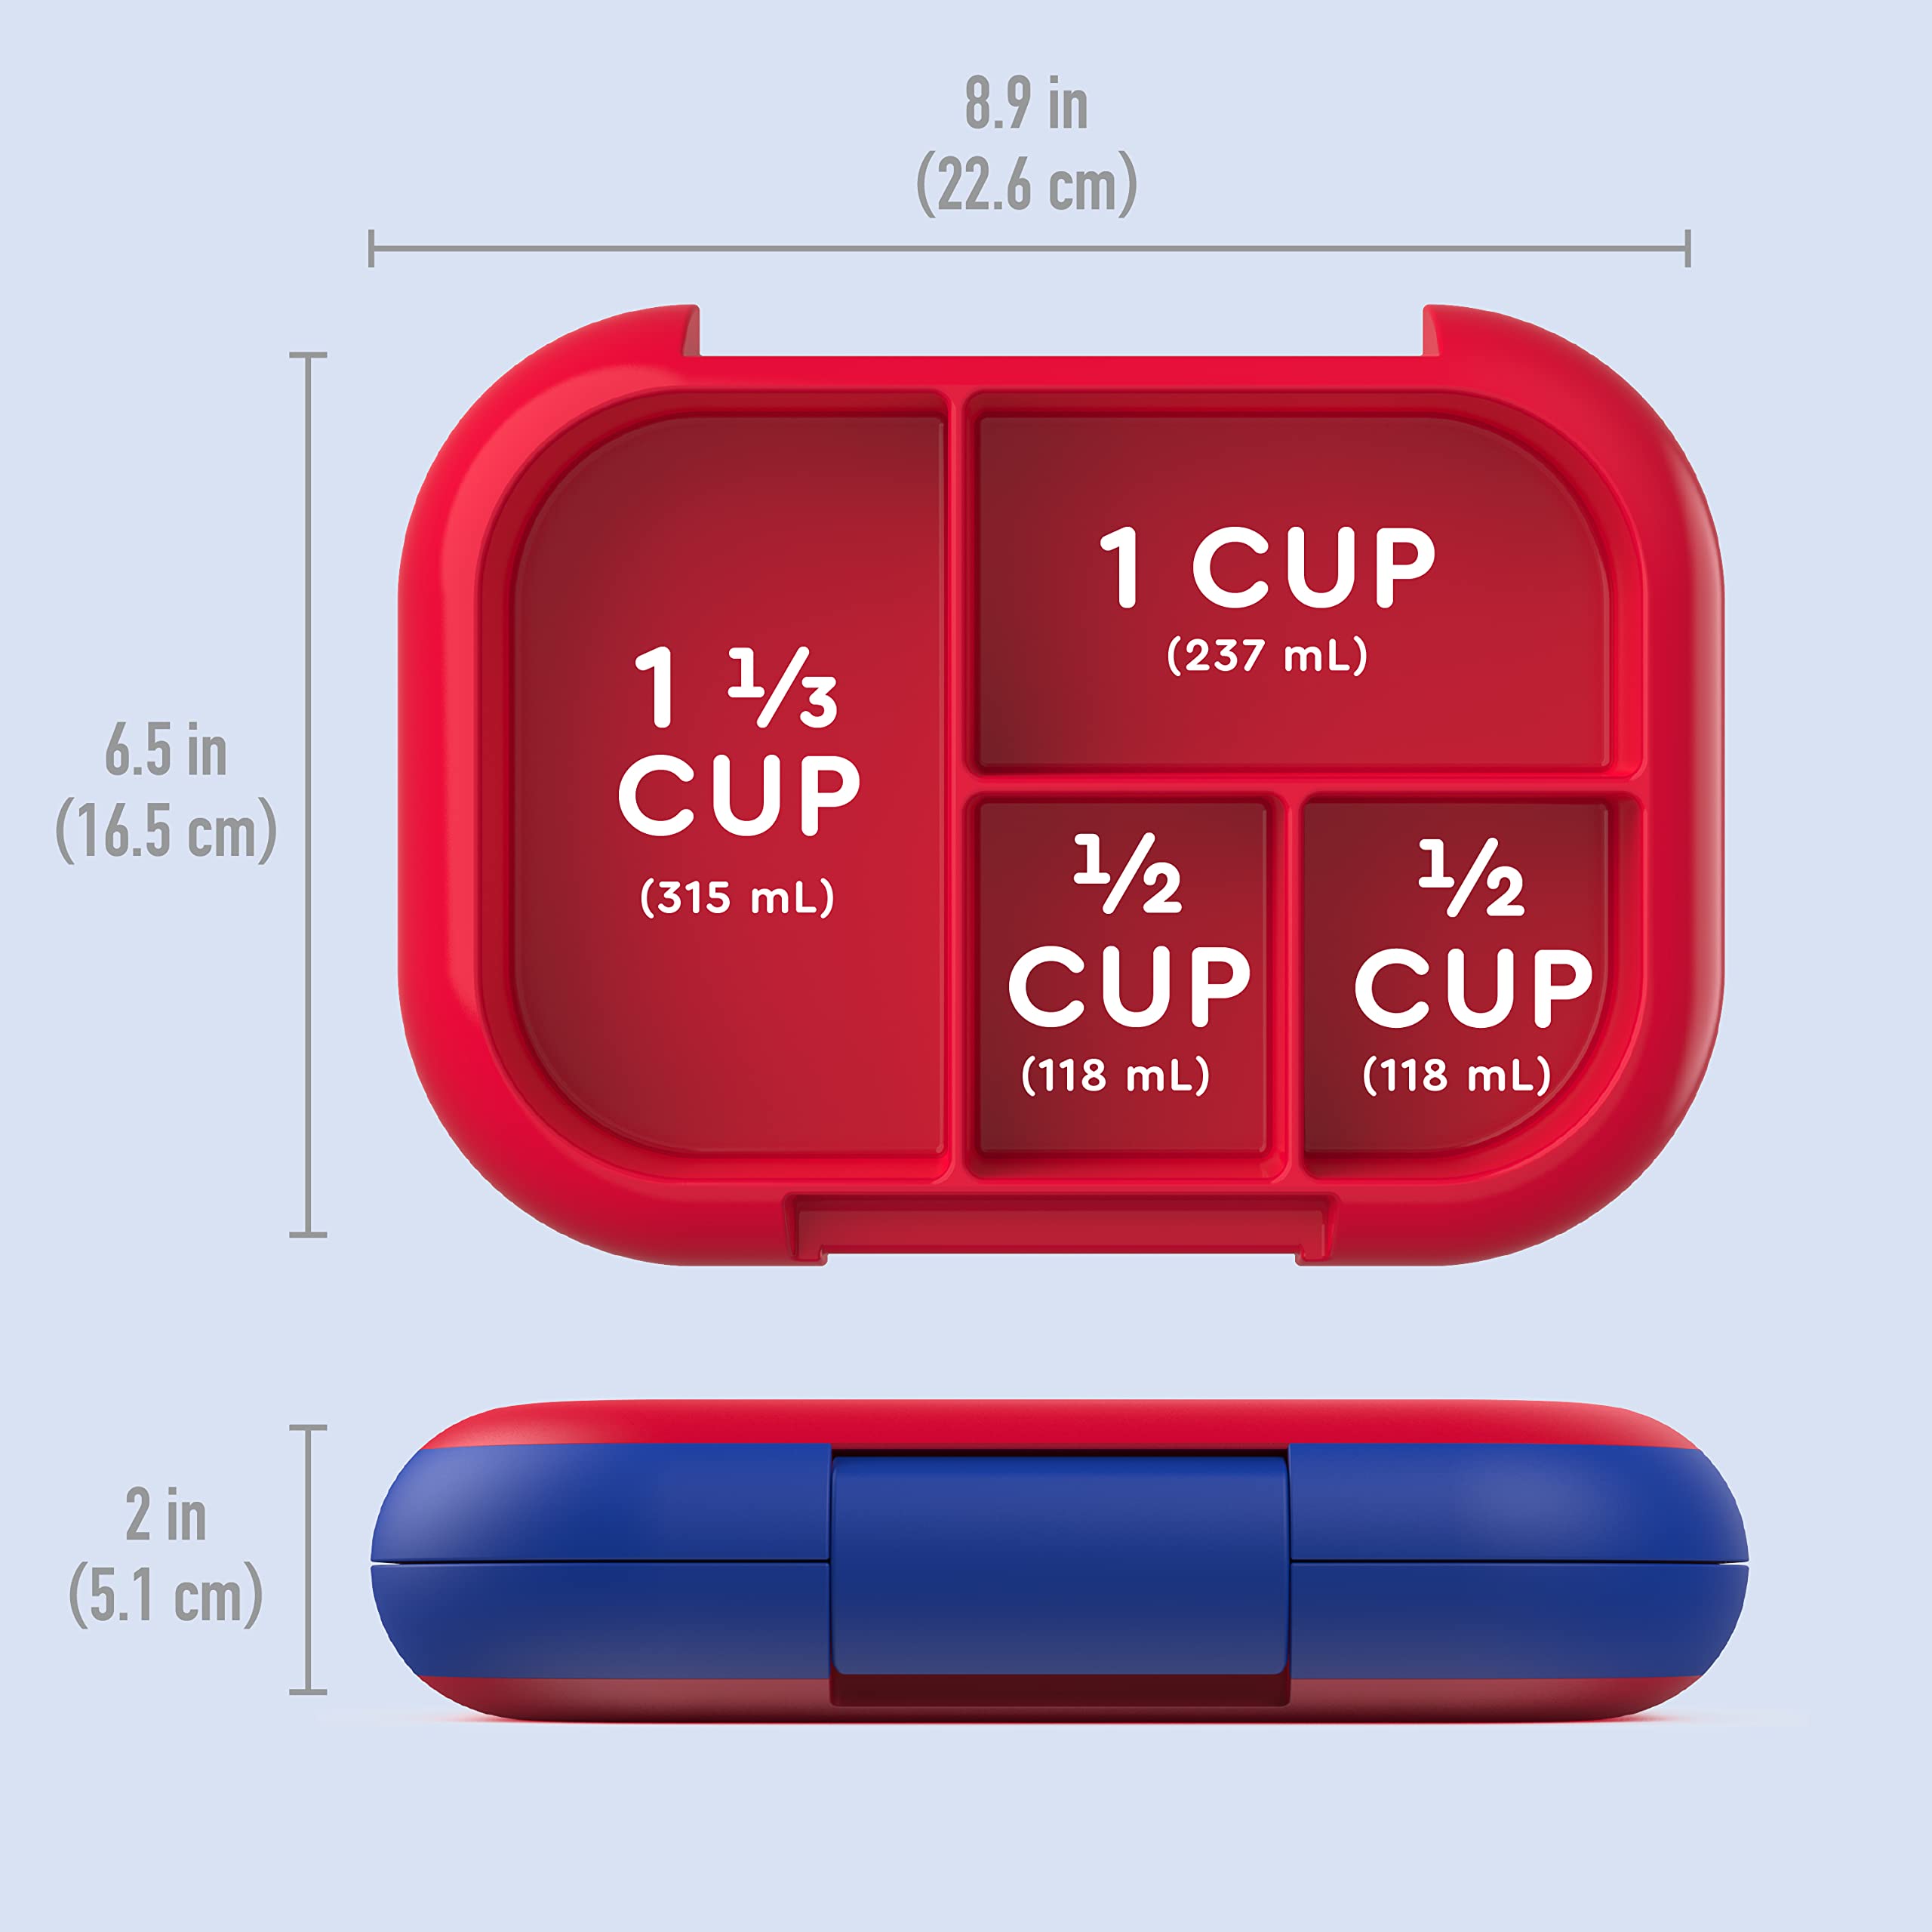 8.9 in
(22.6 cm)
6.5 in
(16.5 cm)
1 ⅓
CUP
(315 mL)
1 CUP
(237 mL)
½
CUP
(118 mL)
½
CUP
(118 mL)
2 in
(5.1 cm)